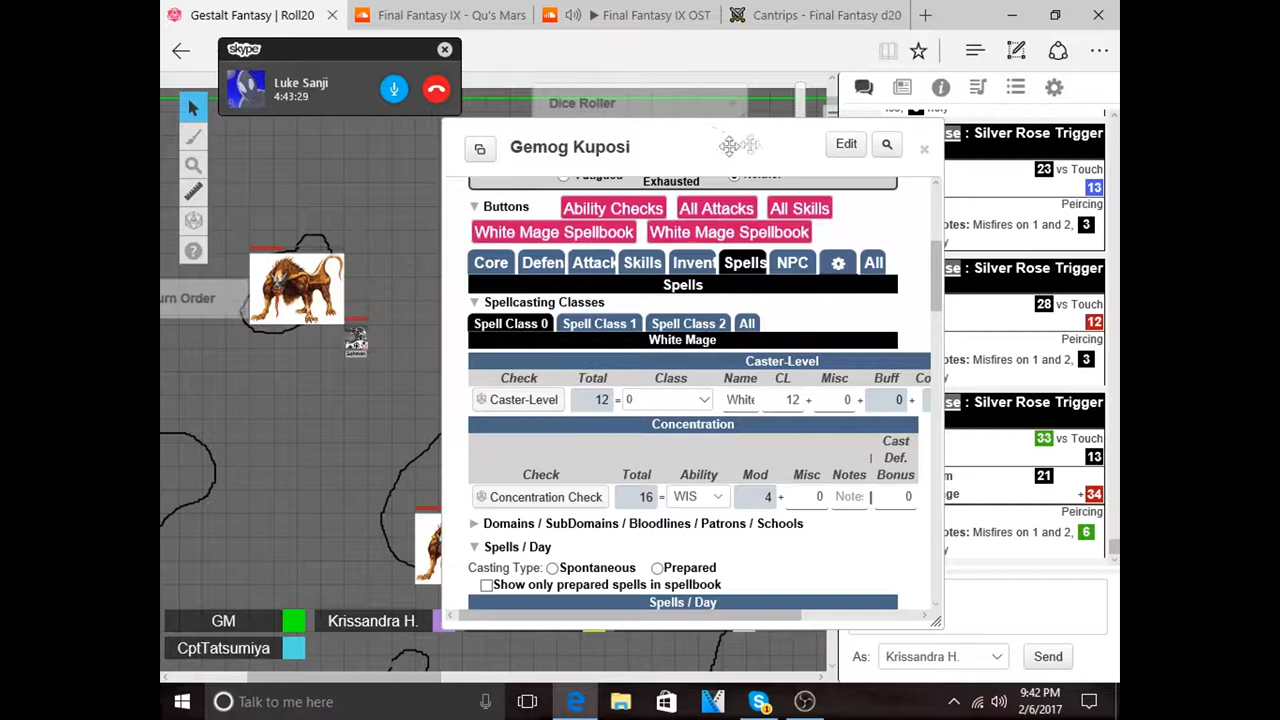 Gestalt Fantasy | Roll20
Final Fantasy IX - Qu's Mars
Final Fantasy IX OST
Cantrips - Final Fantasy d20
skype
Luke Sanji
4:43:29
Dice Roller
Gemog Kuposi
Edit
Exhausted
Buttons
Ability Checks
All Attacks
All Skills
White Mage Spellbook
White Mage Spellbook
Core
Defen
Attack
Skills
Invent
Spells
NPC
All
Spells
Spellcasting Classes
Spell Class 0
Spell Class 1
Spell Class 2
All
White Mage
Caster-Level
Check Total Class Name CL Misc Buff Co
Caster-Level 12 = 0 White 12 + 0 + 0 +
Concentration
Cast
Def.
Check Total Ability Mod Misc Notes | Bonus
Concentration Check 16 = WIS 4 + 0 Note: | 0
Domains / SubDomains / Bloodlines / Patrons / Schools
Spells / Day
Casting Type: Spontaneous Prepared
Show only prepared spells in spellbook
Spells / Day
urn Order
GM
Krissandra H.
CptTatsumiya
se : Silver Rose Trigger
23 vs Touch
13
Peircing
otes: Misfires on 1 and 2, 3
y
se : Silver Rose Trigger
28 vs Touch
12
Peircing
otes: Misfires on 1 and 2, 3
y
se : Silver Rose Trigger
33 vs Touch
13
m 21
age +34
Peircing
otes: Misfires on 1 and 2, 6
y
As: Krissandra H.
Send
Talk to me
9:42 PM
2/6/2017